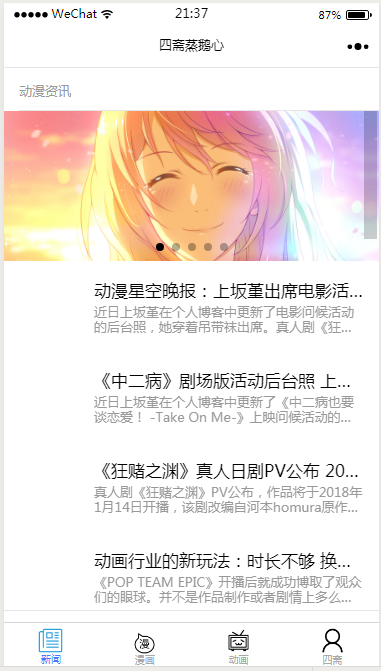 WeChat
21:37
87%
四斋蒸鹅心
动漫资讯
动漫星空晚报：上坂堇出席电影活...
近日上坂堇在个人博客中更新了电影问候活动
的后台照，她穿着吊带袜出席。真人剧《狂...
《中二病》剧场版活动后台照 上...
近日上坂堇在个人博客中更新了《中二病也要
谈恋爱！ -Take On Me-》上映问候活动的...
《狂赌之渊》真人日剧PV公布 20...
真人剧《狂赌之渊》PV公布，作品将于2018年
1月14日开播，该剧改编自河本homura原作...
动画行业的新玩法：时长不够 换...
《POP TEAM EPIC》开播后就成功博取了观众
们的眼球。并不是作品制作或者剧情上多么...
漫
新闻
漫画
动画
四斋